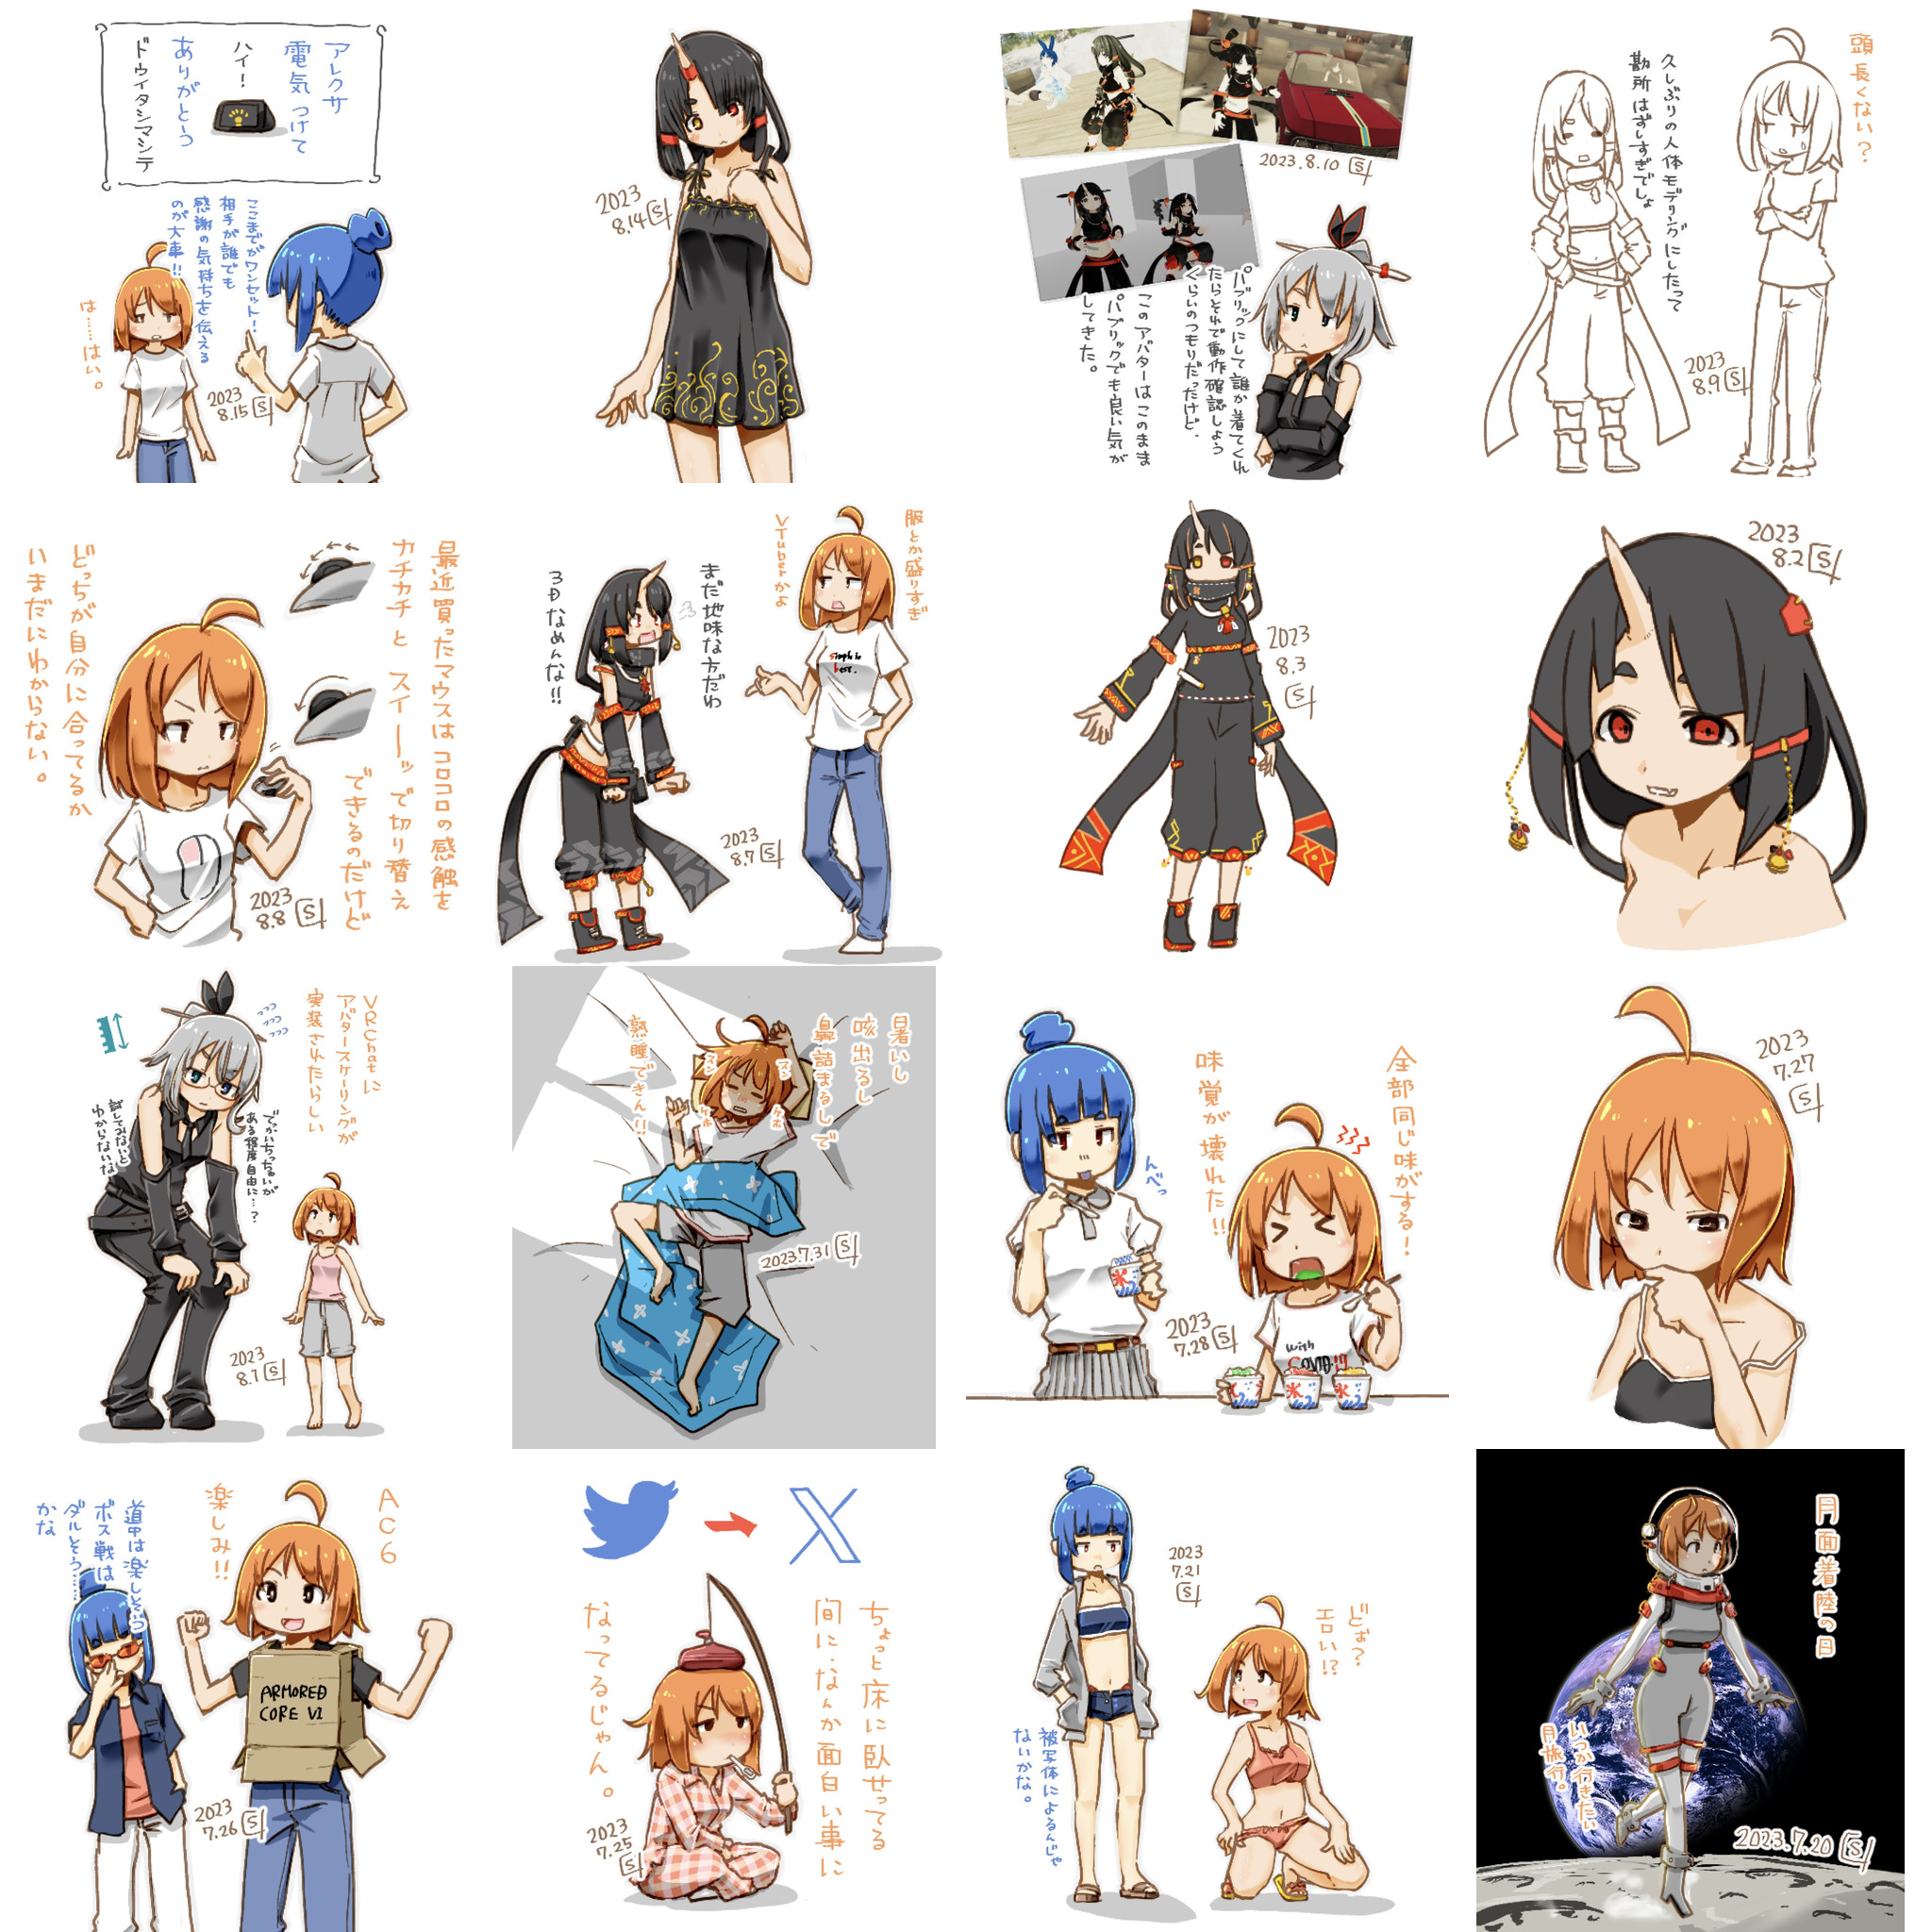 アレクサ
電気つけて
ハイ!
ありがとう
ドウイタシマシテ
ここまでがワンセット!
相手が誰でも
感謝の気持ちを伝える
のが大事!!
は……はい。
2023
8.15 S
2023
8.14 S
2023.8.10 S
パブリックにして誰か着てくれ
たらそれで動作確認しよう
くらいのつもりだったけど、
このアバターはこのまま
パブリックでも良い気が
してきた。
頭長くない?
久しぶりの人体モデリングにしたって
勘所はずしすぎでしょ
2023
8.9 S
最近買ったマウスはコロコロの感触を
カチカチとスイーッで切り替え
できるのだけど
どっちが自分に合ってるか
いまだにわからない。
2023
8.8 S
服とか盛りすぎ
VTuberかよ
まだ地味な方だわ
3Dなめんな!!
simple is
best.
2023
8.7 S
2023
8.3
S
2023
8.2 S
VRChatに
アバタースケーリングが
実装されたらしい
でっかいちっちゃいが
ある程度自由に…?
試してみないと
わからないな
2023
8.1 S
暑いし
咳出るし
鼻詰まるしで
熟睡できん!!
スン
スン
ケホ
ケホ
2023.7.31 S
全部同じ味がする!
味覚が壊れた!!
んべっ
氷
with
COVID-19
氷
氷
氷
2023
7.28 S
2023
7.27
S
AC6
楽しみ!!
道中は楽しそう
ボス戦は
ダルそう……
かな
ARMORED
CORE VI
2023
7.26 S
ちょっと床に臥せってる
間に、なんか面白い事に
なってるじゃん。
2023
7.25
S
2023
7.21
S
どぉ?
エロい!?
被写体によるんじゃ
ないかな。
月面着陸の日
いつか行きたい
月旅行。
2023.7.20 S